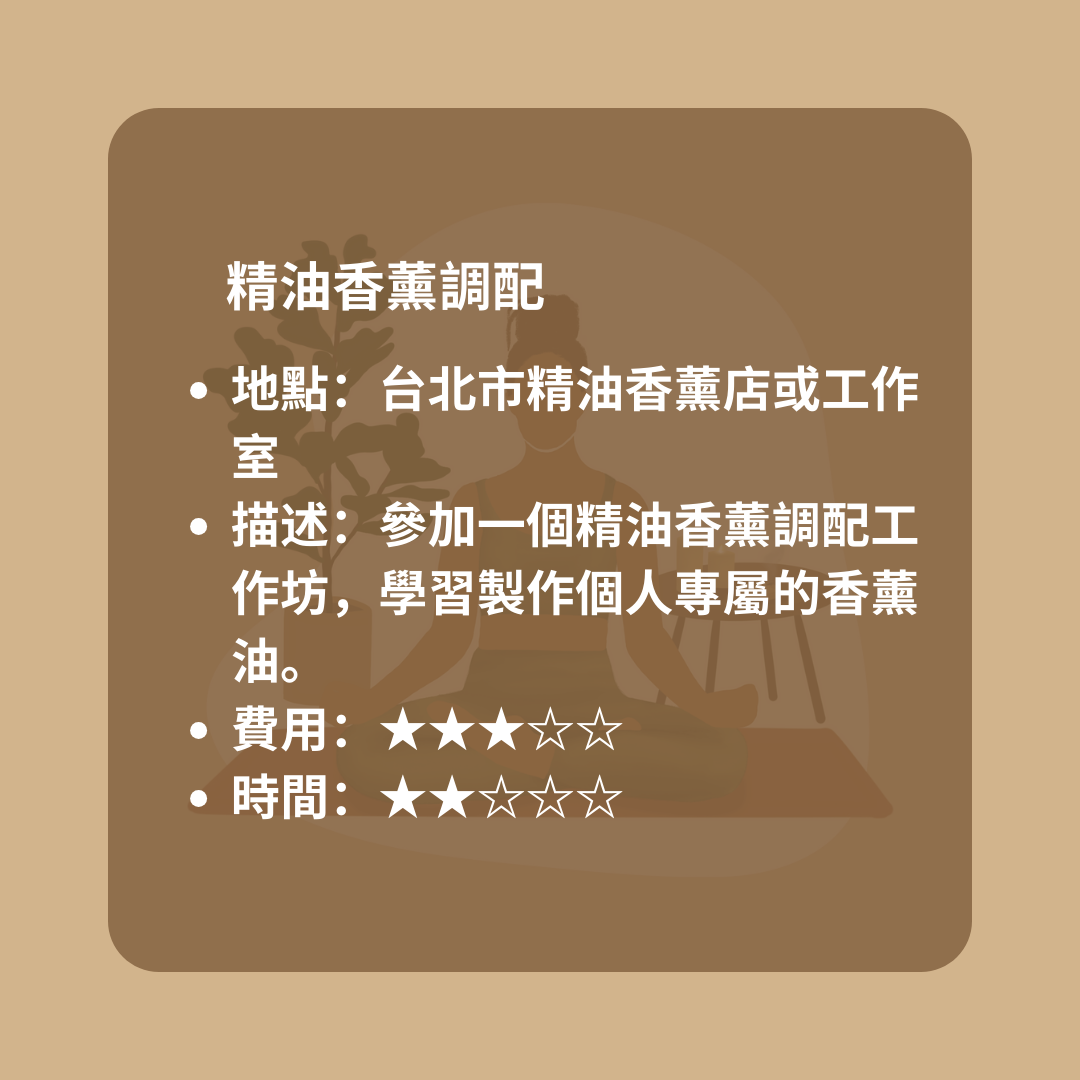 精油香薰調配
• 地點：台北市精油香薰店或工作
室
• 描述：參加一個精油香薰調配工
作坊，學習製作個人專屬的香薰
油。
• 費用：★★★☆☆
• 時間：★★☆☆☆